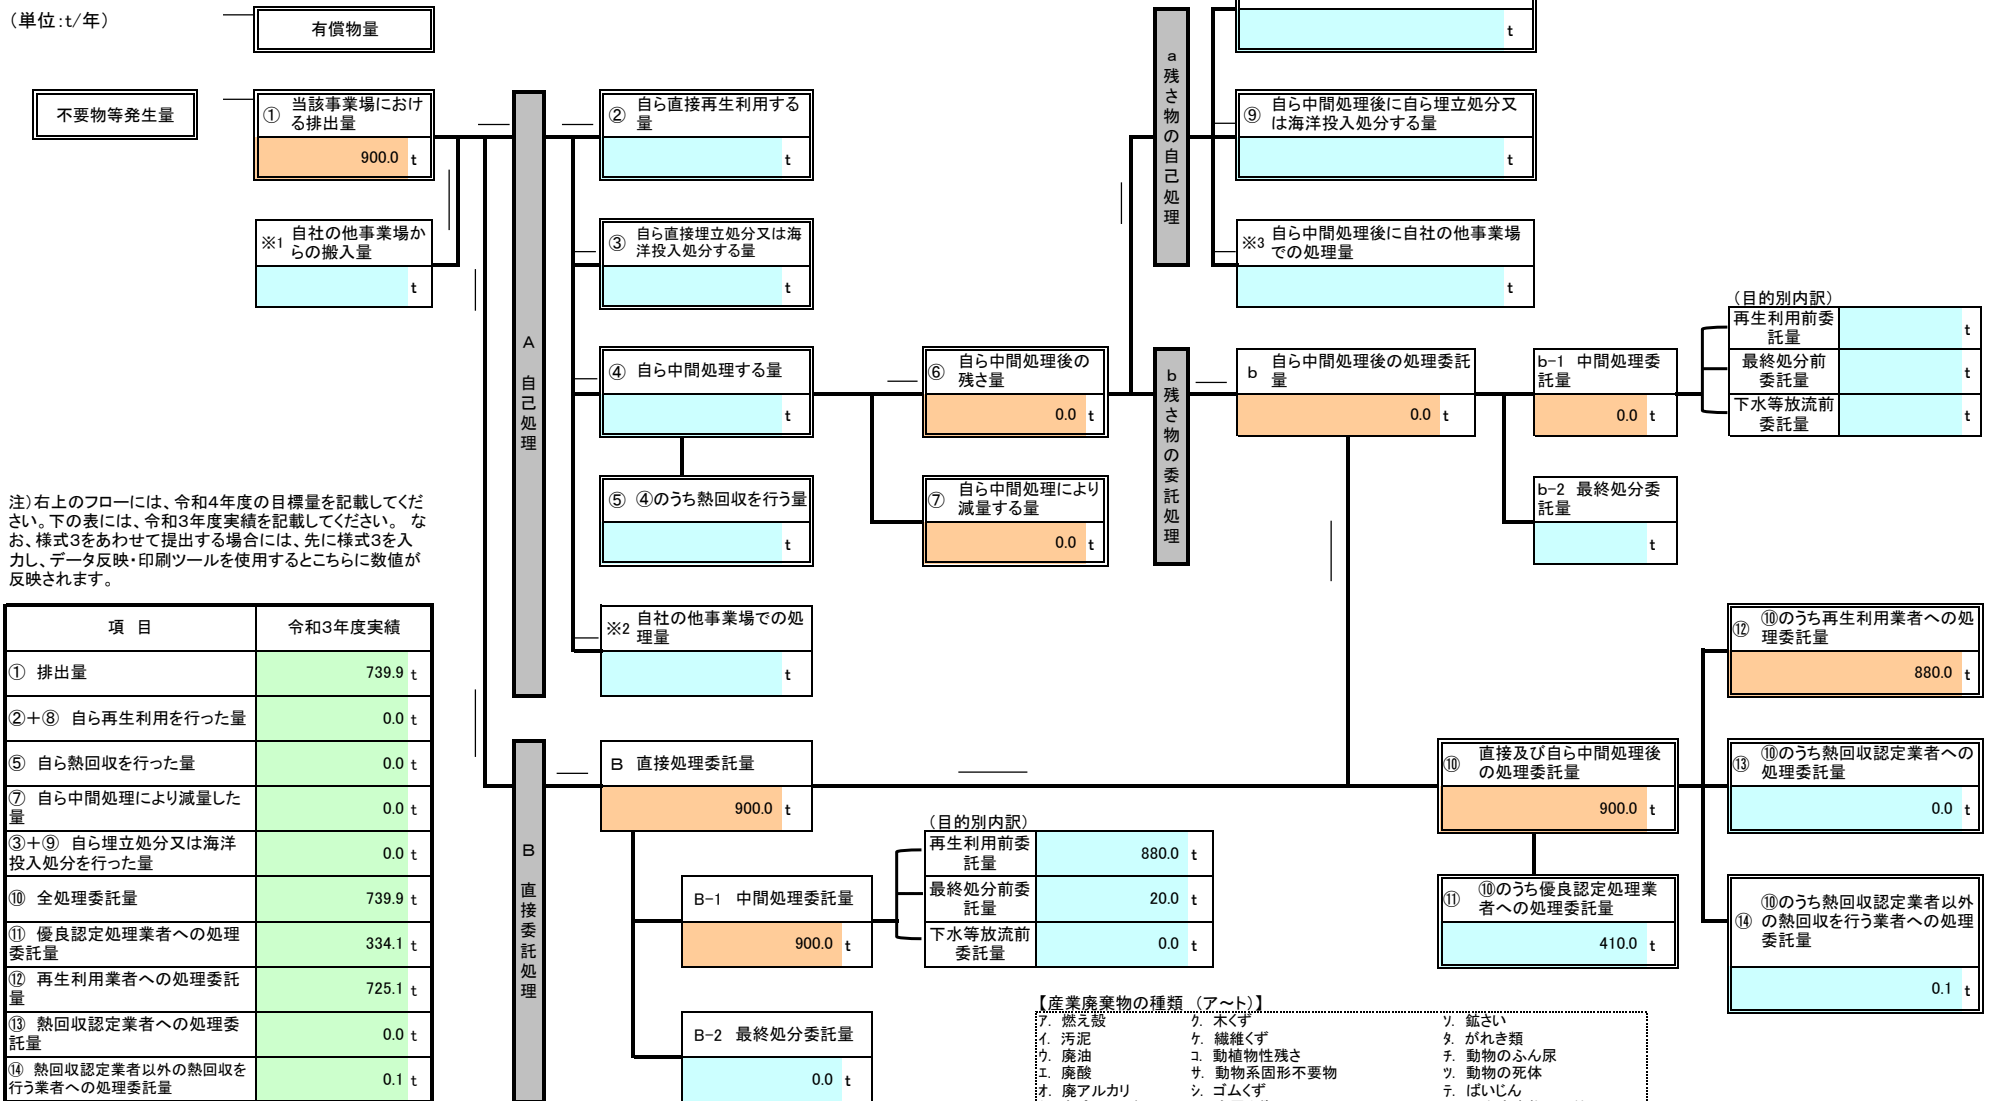 （単位：t/年）
有償物量
不要物等発生量
① 当該事業場におけ
る排出量
900.0 t
※1 自社の他事業場か
らの搬入量
t
A 自己処理
② 自ら直接再生利用する
量
t
③ 自ら直接埋立処分又は海
洋投入処分する量
t
④ 自ら中間処理する量
t
⑤ ④のうち熱回収を行う量
t
※2 自社の他事業場での処
理量
t
⑥ 自ら中間処理後の
残さ量
0.0 t
⑦ 自ら中間処理により
減量する量
0.0 t
a 残さ物の自己処理
t
⑨ 自ら中間処理後に自ら埋立処分又
は海洋投入処分する量
t
※3 自ら中間処理後に自社の他事業場
での処理量
t
b 残さ物の委託処理
b 自ら中間処理後の処理委託
量
0.0 t
b-1 中間処理委
託量
0.0 t
b-2 最終処分委
託量
t
（目的別内訳）
再生利用前委
託量
t
最終処分前
委託量
t
下水等放流前
委託量
t
注）右上のフローには、令和４年度の目標量を記載してくだ
さい。下の表には、令和３年度実績を記載してください。 な
お、様式３をあわせて提出する場合には、先に様式３を入
力し、データ反映・印刷ツールを使用するとこちらに数値が
反映されます。
項 目 令和３年度実績
① 排出量 739.9 t
②＋⑧ 自ら再生利用を行った量 0.0 t
⑤ 自ら熱回収を行った量 0.0 t
⑦ 自ら中間処理により減量した
量 0.0 t
③＋⑨ 自ら埋立処分又は海洋
投入処分を行った量 0.0 t
⑩ 全処理委託量 739.9 t
⑪ 優良認定処理業者への処理
委託量 334.1 t
⑫ 再生利用業者への処理委託
量 725.1 t
⑬ 熱回収認定業者への処理委
託量 0.0 t
⑭ 熱回収認定業者以外の熱回収を
行う業者への処理委託量 0.1 t
B 直接委託処理
B 直接処理委託量
900.0 t
B-1 中間処理委託量
900.0 t
B-2 最終処分委託量
0.0 t
（目的別内訳）
再生利用前委
託量
880.0 t
最終処分前委
託量
20.0 t
下水等放流前
委託量
0.0 t
⑩ 直接及び自ら中間処理後
の処理委託量
900.0 t
⑪ ⑩のうち優良認定処理業
者への処理委託量
410.0 t
⑫ ⑩のうち再生利用業者への処
理委託量
880.0 t
⑬ ⑩のうち熱回収認定業者への
処理委託量
0.0 t
⑭ ⑩のうち熱回収認定業者以外
の熱回収を行う業者への処理
委託量
0.1 t
【産業廃棄物の種類 （ア～ト）】
ア. 燃え殻 ク. 木くず ソ. 鉱さい
イ. 汚泥 ケ. 繊維くず タ. がれき類
ウ. 廃油 コ. 動植物性残さ チ. 動物のふん尿
エ. 廃酸 サ. 動物系固形不要物 ツ. 動物の死体
オ. 廃アルカリ シ. ゴムくず テ. ばいじん